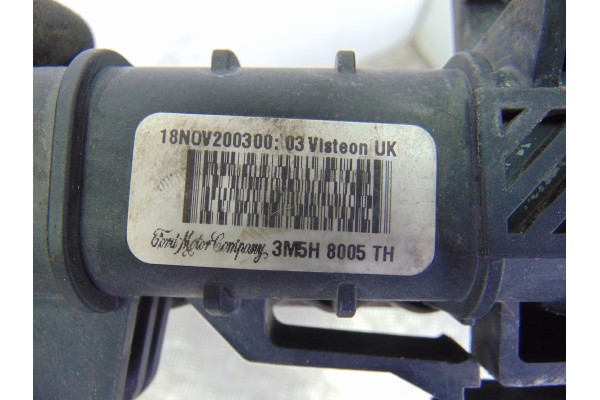 18NOV200300:03 Visteon UK
Ford Motor Company 3M5H 8005 TH